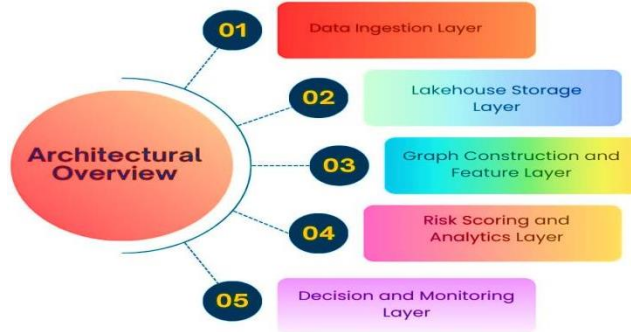 Architectural
Overview
01
Data Ingestion Layer
02
Lakehouse Storage
Layer
03
Graph Construction and
Feature Layer
04
Risk Scoring and
Analytics Layer
05
Decision and Monitoring
Layer